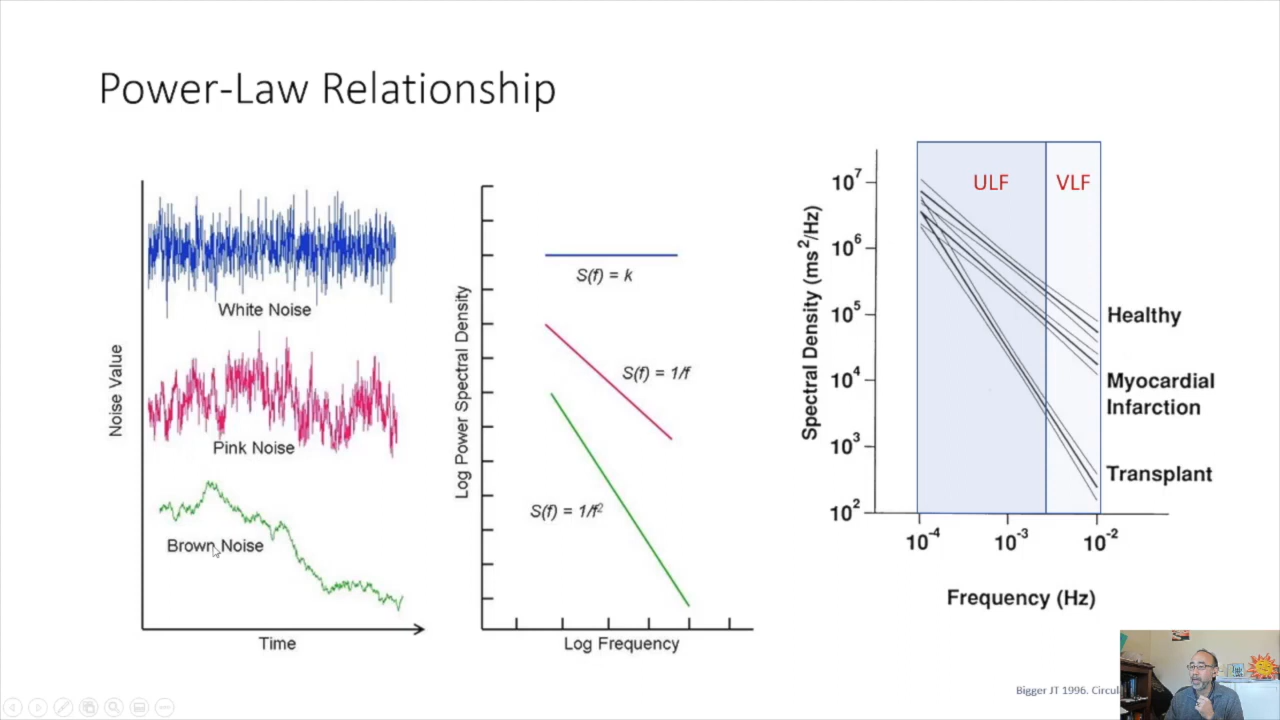 Power-Law Relationship
Noise Value
White Noise
Pink Noise
Brown Noise
Time
Log Power Spectral Density
S(f) = k
S(f) = 1/f
S(f) = 1/f²
Log Frequency
Spectral Density (ms²/Hz)
10⁷
10⁶
10⁵
10⁴
10³
10²
ULF
VLF
Healthy
Myocardial
Infarction
Transplant
10⁻⁴
10⁻³
10⁻²
Frequency (Hz)
Bigger JT 1996.